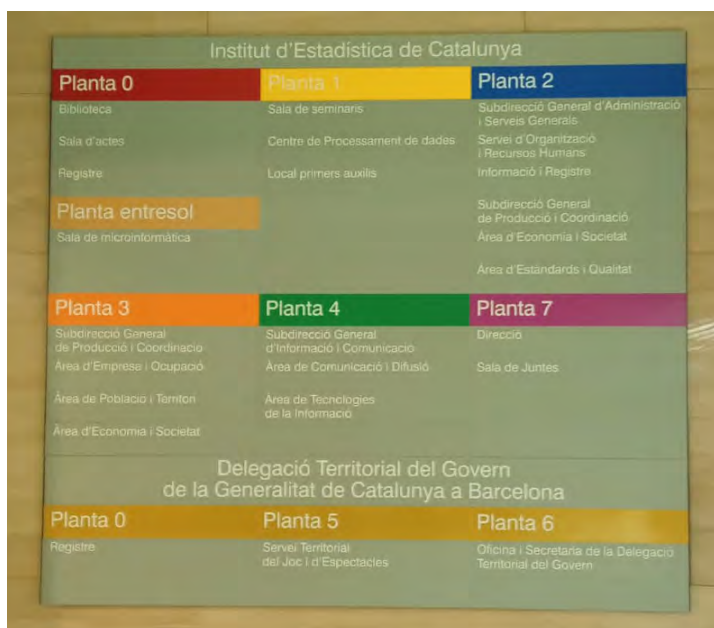 Institut d'Estadística de Catalunya
Planta 0
Biblioteca
Sala d'actes
Registre
Planta entresol
Sala de microinformàtica
Planta 1
Sala de seminaris
Centre de Processament de dades
Local primers auxilis
Planta 2
Subdirecció General d'Administració
i Serveis Generals
Servei d'Organització
i Recursos Humans
Informació i Registre
Subdirecció General
de Producció i Coordinació
Àrea d'Economia i Societat
Àrea d'Estàndards i Qualitat
Planta 3
Subdirecció General
de Producció i Coordinació
Àrea d'Empresa i Ocupació
Àrea de Població i Territori
Àrea d'Economia i Societat
Planta 4
Subdirecció General
d'Informació i Comunicació
Àrea de Comunicació i Difusió
Àrea de Tecnologies
de la Informació
Planta 7
Direcció
Sala de Juntes
Delegació Territorial del Govern
de la Generalitat de Catalunya a Barcelona
Planta 0
Registre
Planta 5
Servei Territorial
del Joc i d'Espectacles
Planta 6
Oficina i Secretaria de la Delegació
Territorial del Govern